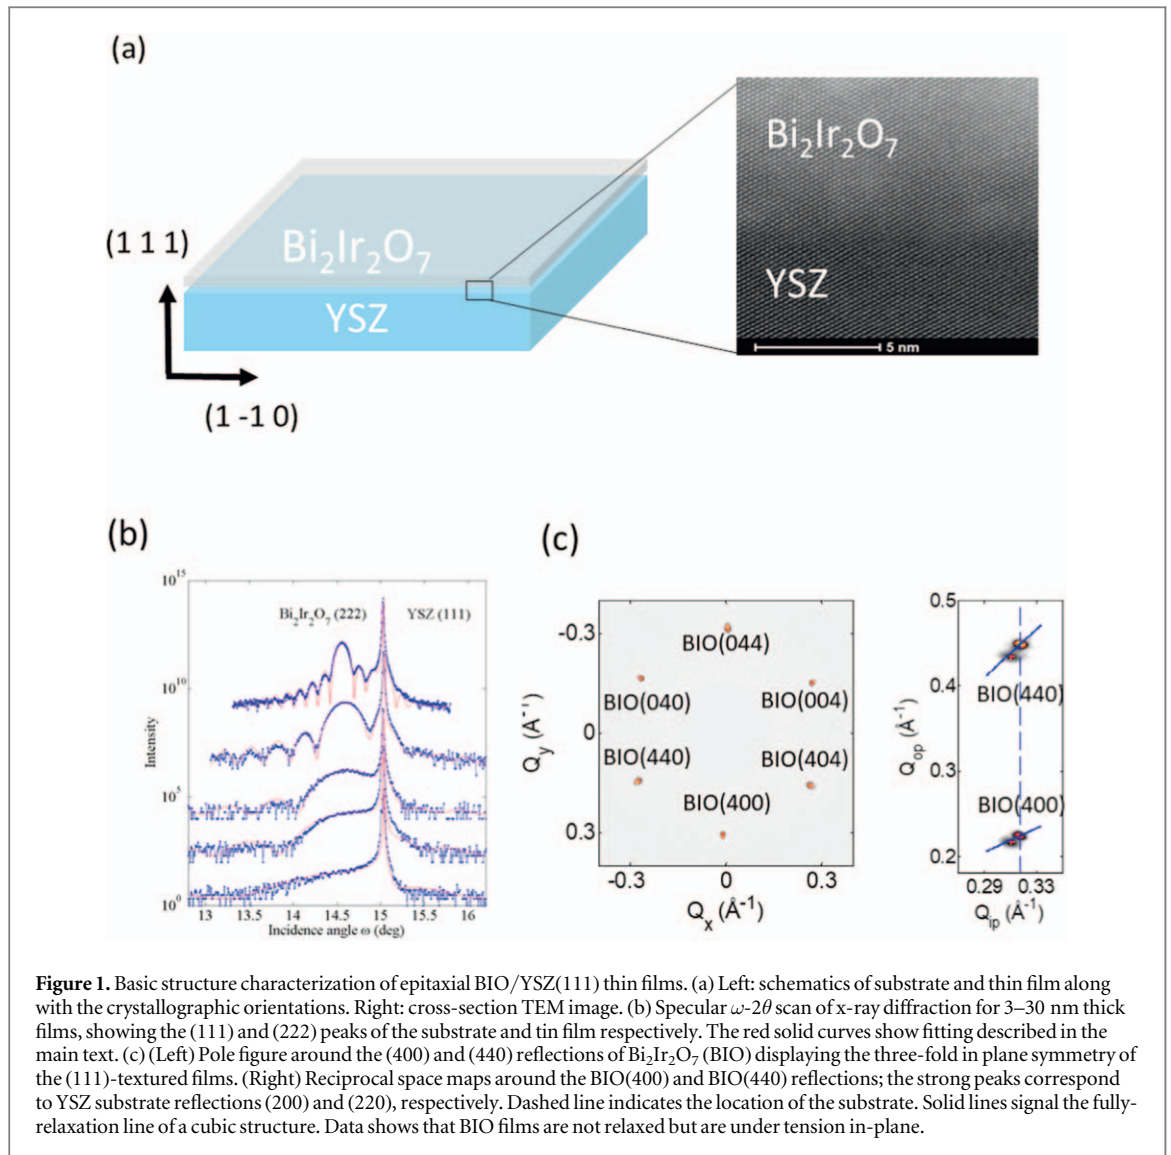 (a)
Bi2Ir2O7
YSZ
(1 1 1)
(1 -1 0)
Bi2Ir2O7
YSZ
5 nm
(b)
10^15
10^10
10^5
10^0
Intensity
Bi2Ir2O7 (222)
YSZ (111)
13 13.5 14 14.5 15 15.5 16
Incidence angle ω (deg)
(c)
-0.3
0
0.3
Q_y (Å^-1)
BIO(044)
BIO(040)
BIO(004)
BIO(440)
BIO(404)
BIO(400)
-0.3 0 0.3
Q_x (Å^-1)
0.5
0.4
0.3
0.2
Q_op (Å^-1)
BIO(440)
BIO(400)
0.29 0.33
Q_ip (Å^-1)
Figure 1. Basic structure characterization of epitaxial BIO/YSZ(111) thin films. (a) Left: schematics of substrate and thin film along
with the crystallographic orientations. Right: cross-section TEM image. (b) Specular ω-2θ scan of x-ray diffraction for 3–30 nm thick
films, showing the (111) and (222) peaks of the substrate and tin film respectively. The red solid curves show fitting described in the
main text. (c) (Left) Pole figure around the (400) and (440) reflections of Bi2Ir2O7 (BIO) displaying the three-fold in plane symmetry of
the (111)-textured films. (Right) Reciprocal space maps around the BIO(400) and BIO(440) reflections; the strong peaks correspond
to YSZ substrate reflections (200) and (220), respectively. Dashed line indicates the location of the substrate. Solid lines signal the fully-
relaxation line of a cubic structure. Data shows that BIO films are not relaxed but are under tension in-plane.